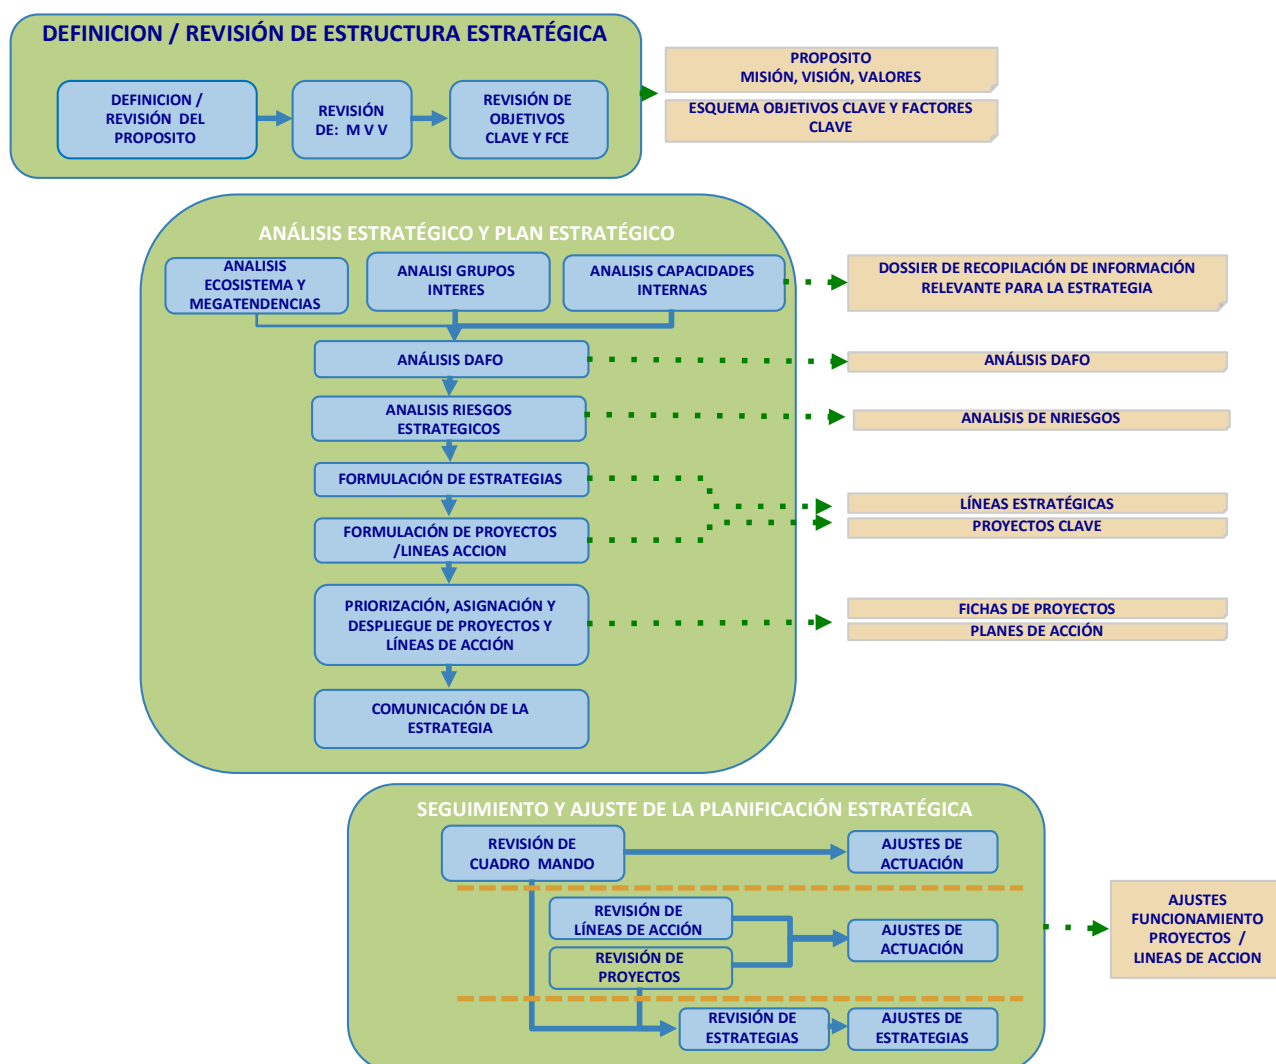 DEFINICION / REVISIÓN DE ESTRUCTURA ESTRATÉGICA
DEFINICION /
REVISIÓN DEL
PROPOSITO
REVISIÓN
DE: M V V
REVISIÓN DE
OBJETIVOS
CLAVE Y FCE
PROPOSITO
MISIÓN, VISIÓN, VALORES
ESQUEMA OBJETIVOS CLAVE Y FACTORES
CLAVE
ANÁLISIS ESTRATÉGICO Y PLAN ESTRATÉGICO
ANALISIS
ECOSISTEMA Y
MEGATENDENCIAS
ANALISI GRUPOS
INTERES
ANALISIS CAPACIDADES
INTERNAS
DOSSIER DE RECOPILACIÓN DE INFORMACIÓN
RELEVANTE PARA LA ESTRATEGIA
ANÁLISIS DAFO
ANÁLISIS DAFO
ANALISIS RIESGOS
ESTRATEGICOS
ANALISIS DE NRIESGOS
FORMULACIÓN DE ESTRATEGIAS
LÍNEAS ESTRATÉGICAS
FORMULACIÓN DE PROYECTOS
/LINEAS ACCION
PROYECTOS CLAVE
PRIORIZACIÓN, ASIGNACIÓN Y
DESPLIEGUE DE PROYECTOS Y
LÍNEAS DE ACCIÓN
FICHAS DE PROYECTOS
PLANES DE ACCIÓN
COMUNICACIÓN DE LA
ESTRATEGIA
SEGUIMIENTO Y AJUSTE DE LA PLANIFICACIÓN ESTRATÉGICA
REVISIÓN DE
CUADRO MANDO
AJUSTES DE
ACTUACIÓN
REVISIÓN DE
LÍNEAS DE ACCIÓN
REVISIÓN DE
PROYECTOS
AJUSTES DE
ACTUACIÓN
REVISIÓN DE
ESTRATEGIAS
AJUSTES DE
ESTRATEGIAS
AJUSTES
FUNCIONAMIENTO
PROYECTOS /
LINEAS DE ACCION